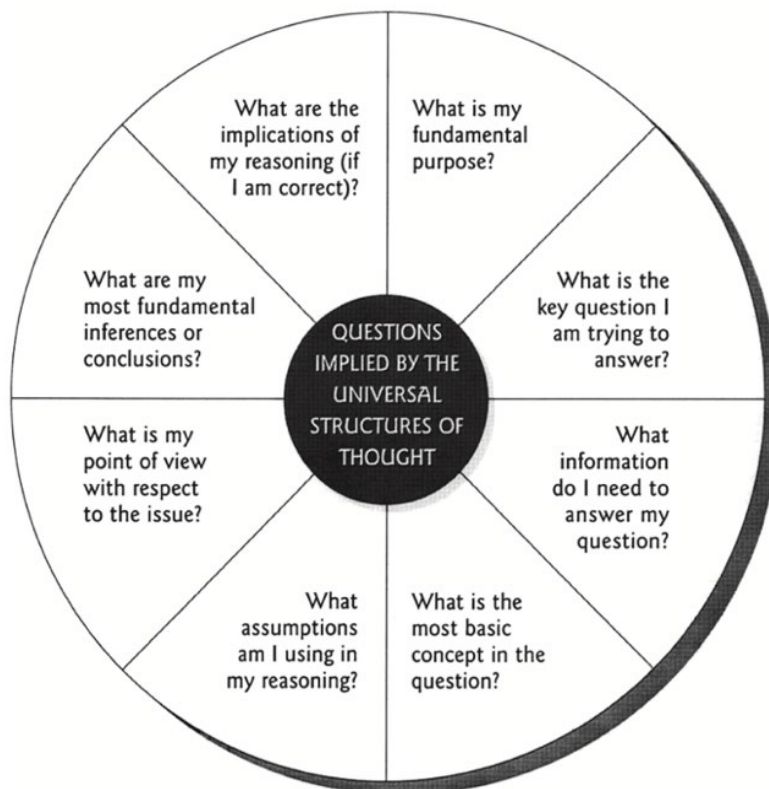 What are the
implications of
my reasoning (if
I am correct)?
What is my
fundamental
purpose?
What is the
key question I
am trying to
answer?
What
information
do I need to
answer my
question?
What is the
most basic
concept in the
question?
What
assumptions
am I using in
my reasoning?
What is my
point of view
with respect
to the issue?
What are my
most fundamental
inferences or
conclusions?
QUESTIONS
IMPLIED BY THE
UNIVERSAL
STRUCTURES OF
THOUGHT